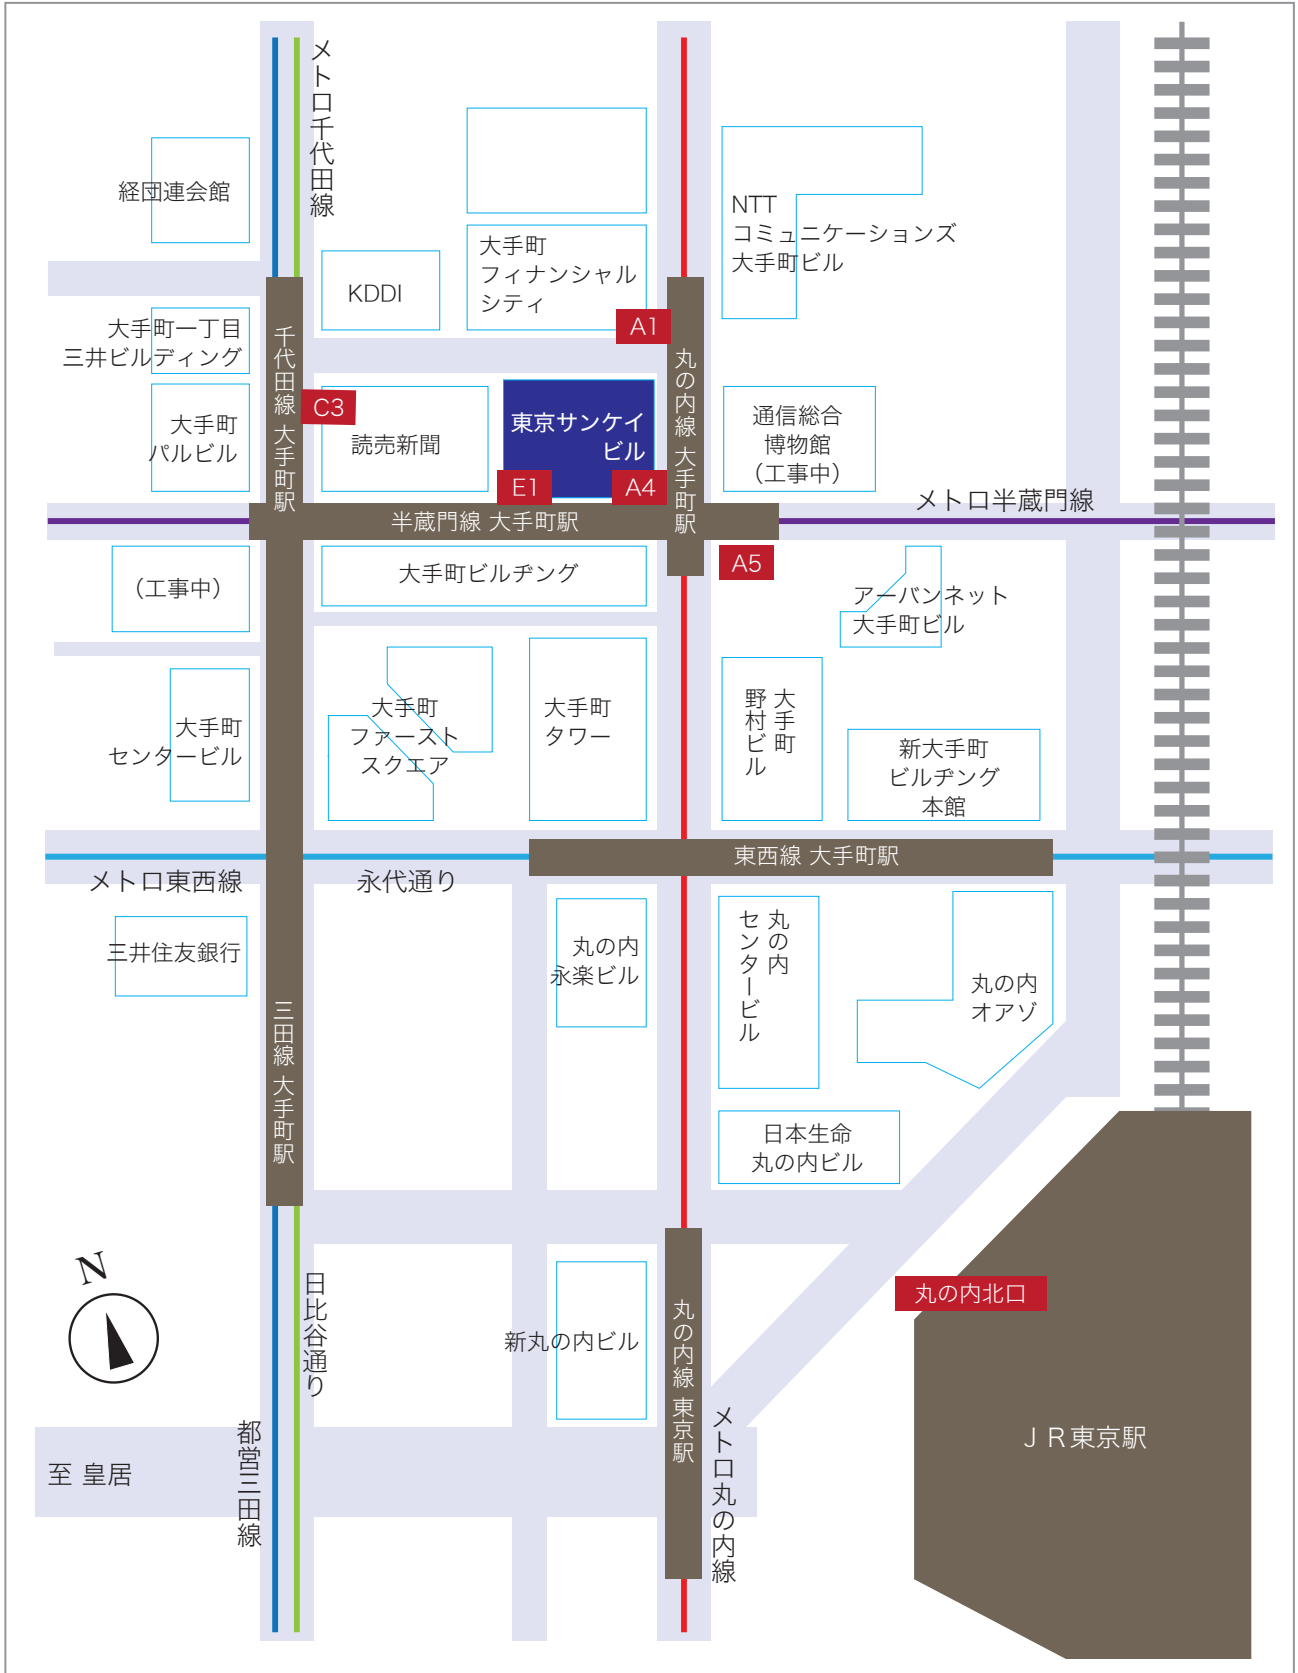 メトロ千代田線
経団連会館
NTT
コミュニケーションズ
大手町ビル
大手町
フィナンシャル
シティ
KDDI
A1
大手町一丁目
三井ビルディング
千代田線 大手町駅
丸の内線 大手町駅
C3
読売新聞
東京サンケイ
ビル
通信総合
博物館
（工事中）
大手町
パルビル
E1
A4
メトロ半蔵門線
半蔵門線 大手町駅
A5
（工事中）
大手町ビルヂング
アーバンネット
大手町ビル
大手町
センタービル
大手町
ファースト
スクエア
大手町
タワー
大手町
野村ビル
新大手町
ビルヂング
本館
東西線 大手町駅
メトロ東西線
永代通り
三井住友銀行
丸の内
永楽ビル
丸の内
センタービル
丸の内
オアゾ
三田線 大手町駅
日本生命
丸の内ビル
N
日比谷通り
新丸の内ビル
丸の内線 東京駅
丸の内北口
ＪＲ東京駅
メトロ丸の内線
都営三田線
至 皇居